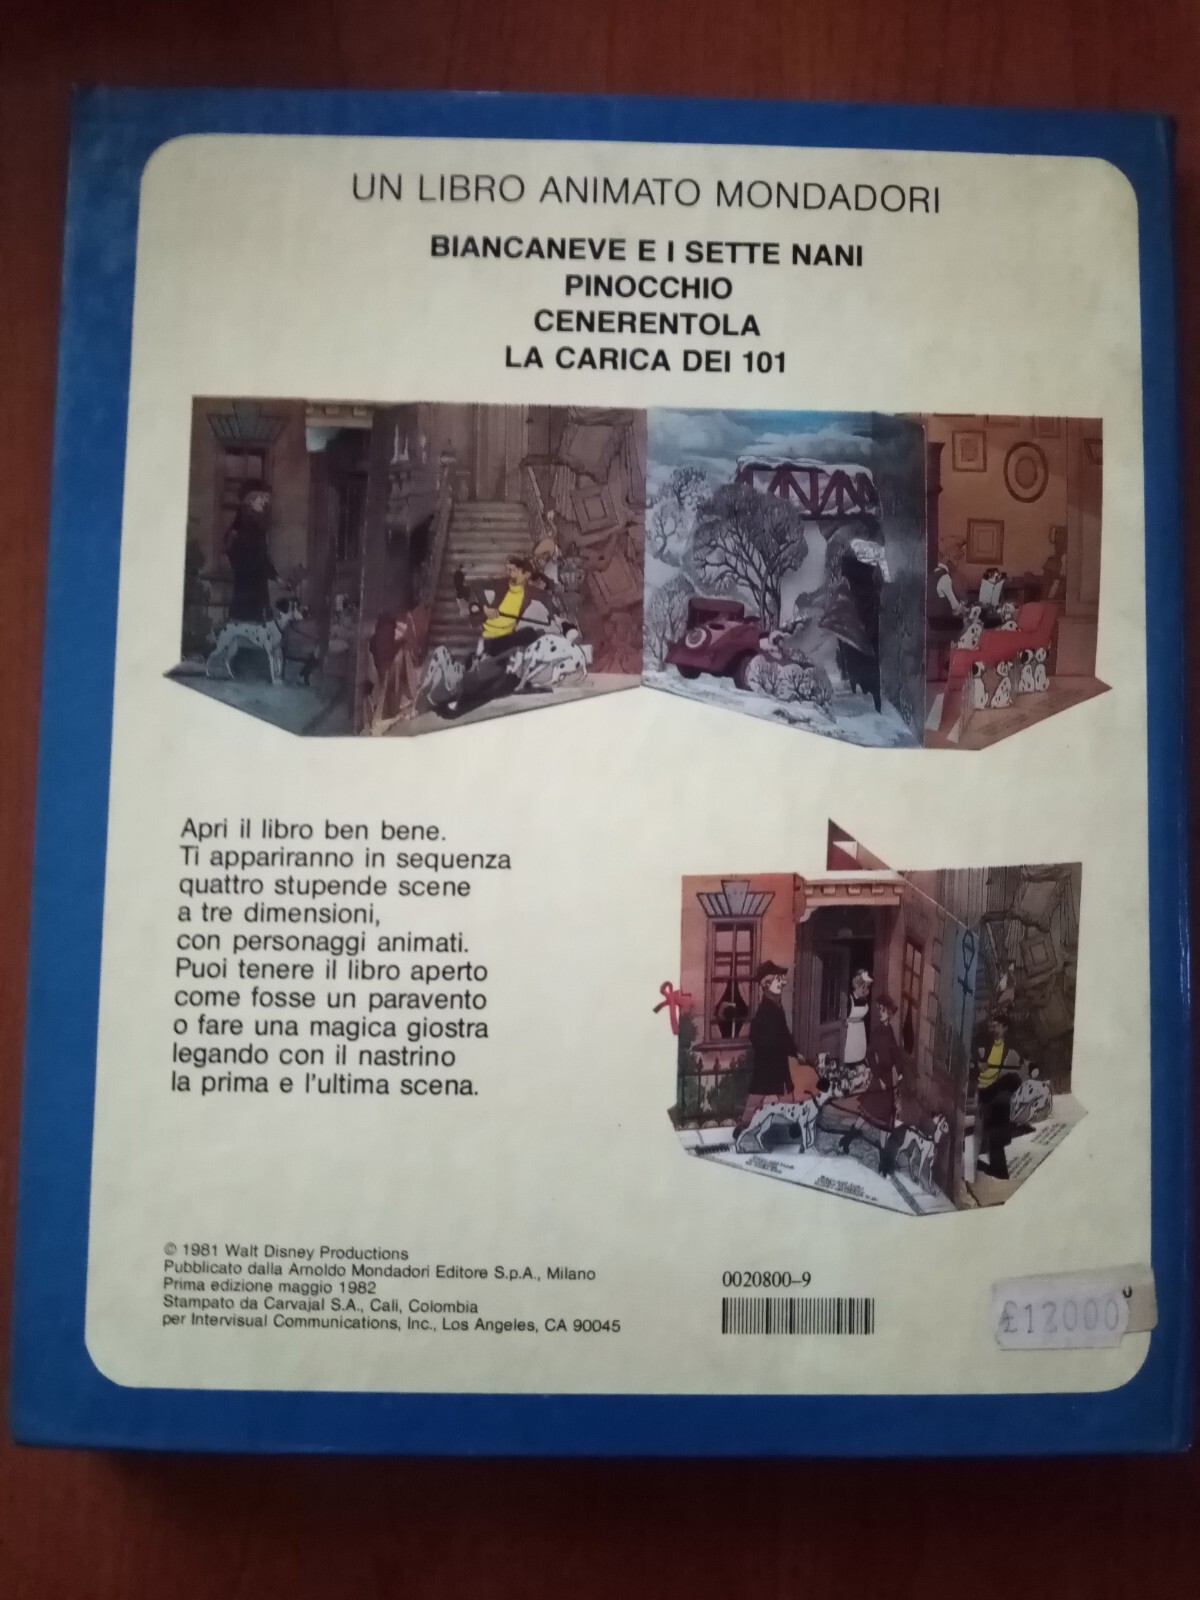 UN LIBRO ANIMATO MONDADORI
BIANCANEVE E I SETTE NANI
PINOCCHIO
CENERENTOLA
LA CARICA DEI 101
Apri il libro ben bene.
Ti appariranno in sequenza
quattro stupende scene
a tre dimensioni,
con personaggi animati.
Puoi tenere il libro aperto
come fosse un paravento
o fare una magica giostra
legando con il nastrino
la prima e l'ultima scena.
© 1981 Walt Disney Productions
Pubblicato dalla Arnoldo Mondadori Editore S.p.A., Milano
Prima edizione maggio 1982
Stampato da Carvajal S.A., Cali, Colombia
per Intervisual Communications, Inc., Los Angeles, CA 90045
0020800-9